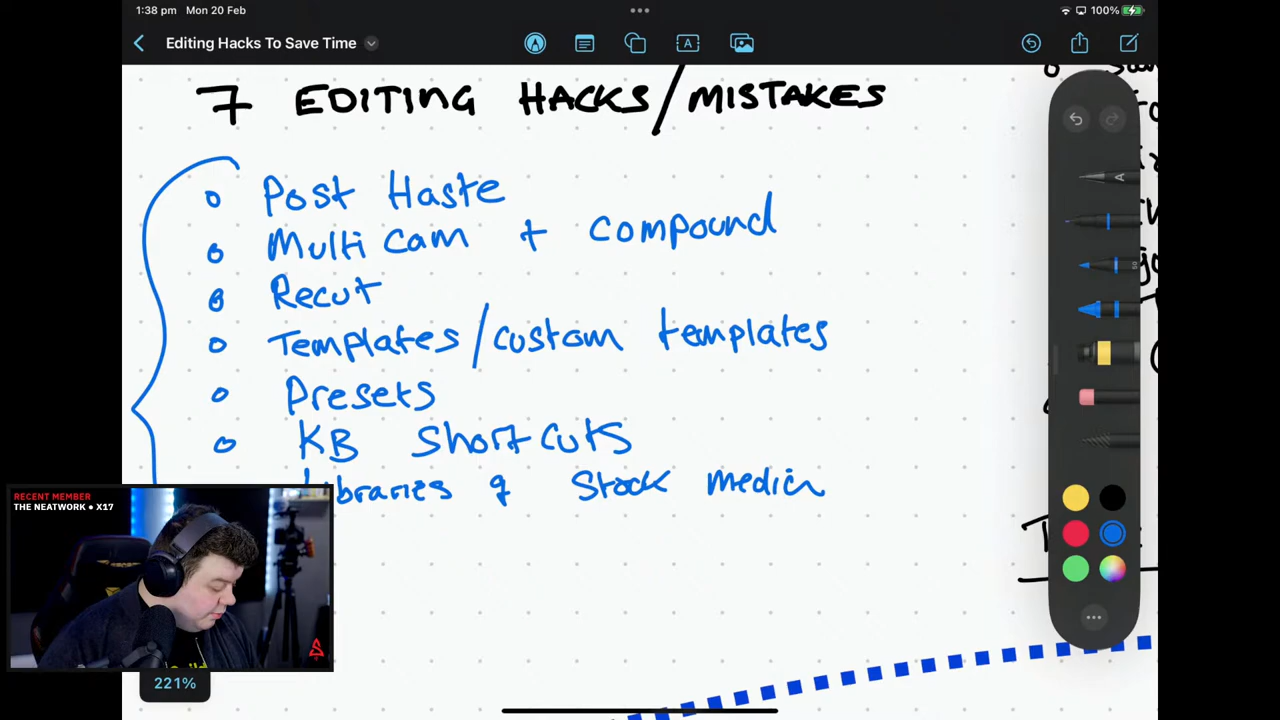 1:38 pm Mon 20 Feb
100%
Editing Hacks To Save Time
7 EDITING HACKS/MISTAKES
Post Haste
Multi cam + compound
Recut
Templates/custom templates
Presets
KB Shortcuts
Libraries & Stock media
RECENT MEMBER
THE NEATWORK • X17
221%
A
A
50